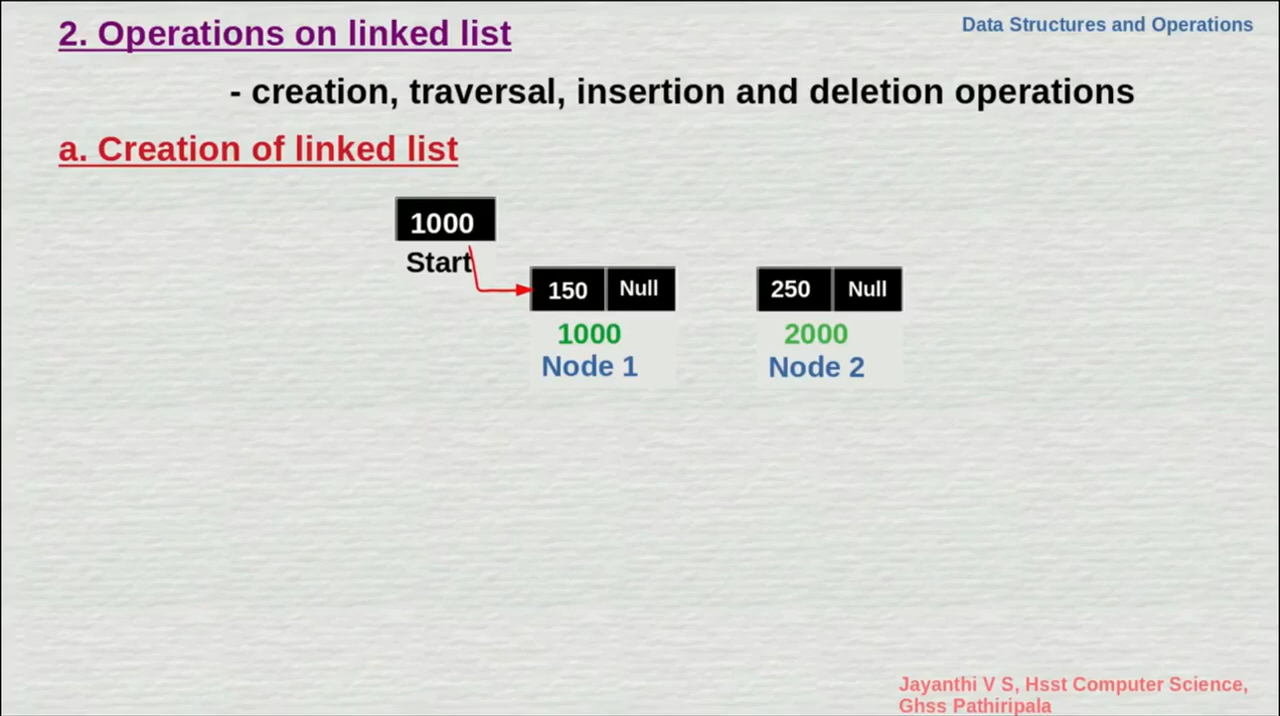 2. Operations on linked list
Data Structures and Operations
- creation, traversal, insertion and deletion operations
a. Creation of linked list
1000
Start
150 Null
250 Null
1000
2000
Node 1
Node 2
Jayanthi V S, Hsst Computer Science,
Ghss Pathiripala